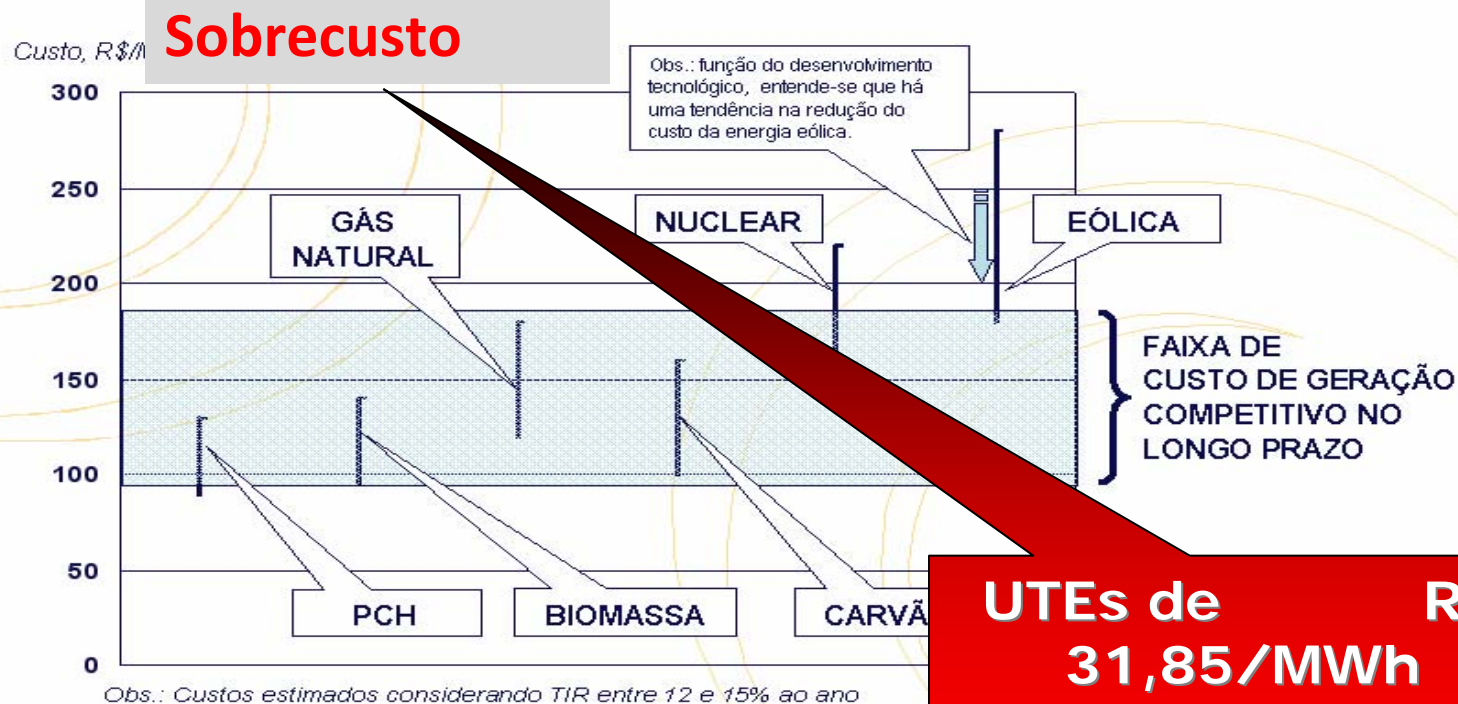 Sobrecusto
Custo, R$/
300
250
200
150
100
50
0
Obs.: função do desenvolvimento
tecnológico, entende-se que há
uma tendência na redução do
custo da energia eólica.
GÁS
NATURAL
NUCLEAR
EÓLICA
FAIXA DE
CUSTO DE GERAÇÃO
COMPETITIVO NO
LONGO PRAZO
PCH
BIOMASSA
CARVÃ
UTEs de R
31,85/MWh
Obs.: Custos estimados considerando TIR entre 12 e 15% ao ano